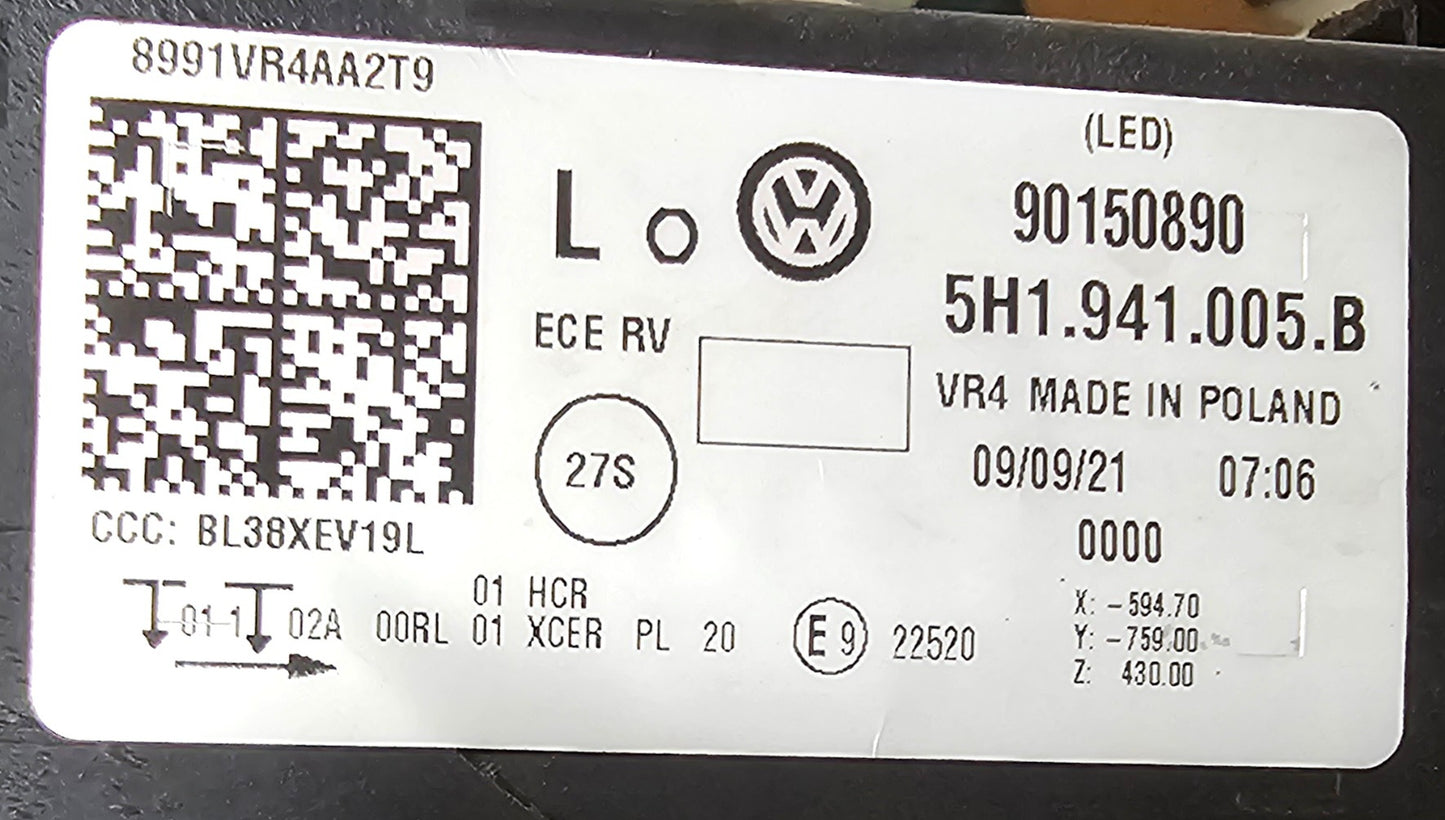 8991VR4AA2T9
(LED)
L O
90150890
5H1.941.005.B
ECE RV
VR4 MADE IN POLAND
27S
09/09/21 07:06
0000
CCC: BL38XEV19L
01 HCR
01-1 02A 00RL 01 XCER PL 20 E 9 22520
X: -594.70
Y: -759.00
Z: 430.00